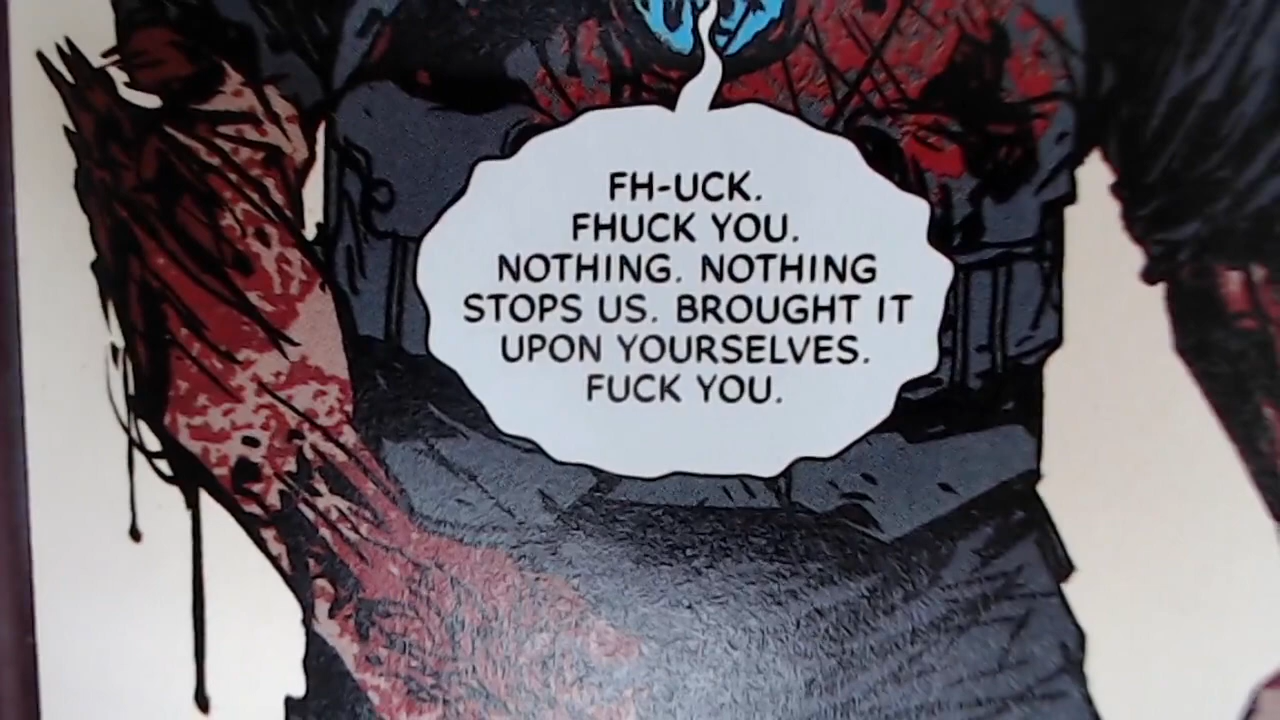 FH-UCK.
FHUCK YOU.
NOTHING. NOTHING
STOPS US. BROUGHT IT
UPON YOURSELVES.
FUCK YOU.